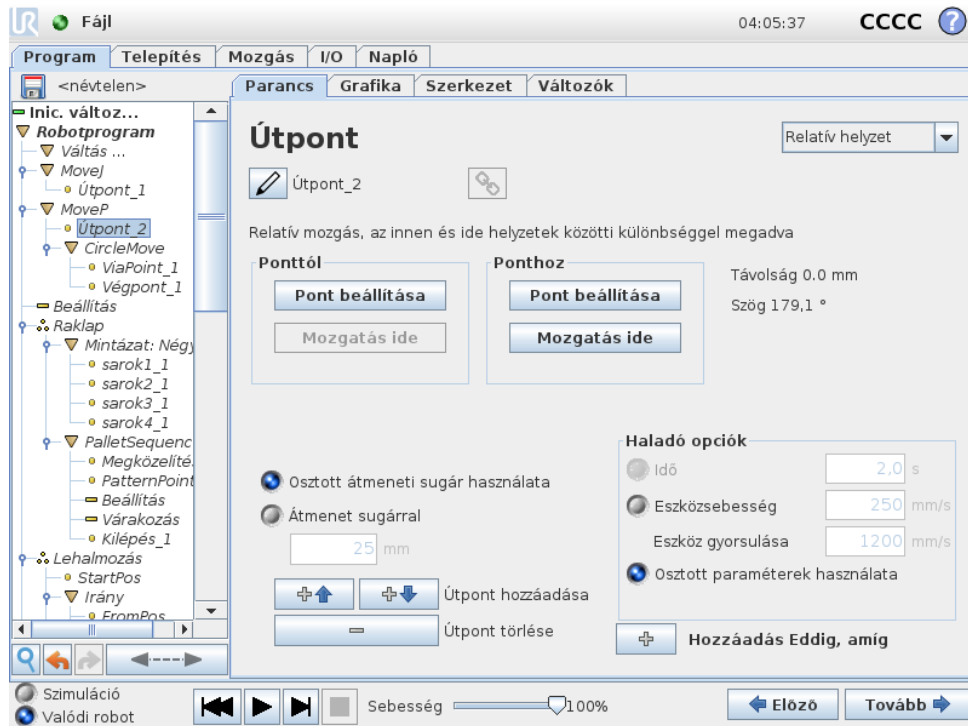 UR Fájl 04:05:37 CCCC ?
Program Telepítés Mozgás I/O Napló
<névtelen>
Parancs Grafika Szerkezet Változók
Inic. változ...
Robotprogram
Váltás ...
MoveJ
Útpont_1
MoveP
Útpont_2
CircleMove
ViaPoint_1
Végpont_1
Beállítás
Raklap
Mintázat: Négy
sarok1_1
sarok2_1
sarok3_1
sarok4_1
PalletSequenc
Megközelíté
PatternPoint
Beállítás
Várakozás
Kilépés_1
Lehalmozás
StartPos
Irány
FromPos
Útpont
Relatív helyzet
Útpont_2
Relatív mozgás, az innen és ide helyzetek közötti különbséggel megadva
Ponttól
Pont beállítása
Mozgatás ide
Ponthoz
Pont beállítása
Mozgatás ide
Távolság 0.0 mm
Szög 179,1 °
Osztott átmeneti sugár használata
Átmenet sugárral
25 mm
Útpont hozzáadása
Útpont törlése
Haladó opciók
Idő 2,0 s
Eszközsebesség 250 mm/s
Eszköz gyorsulása 1200 mm/s
Osztott paraméterek használata
Hozzáadás Eddig, amíg
Szimuláció
Valódi robot
Sebesség 100%
Előző Tovább